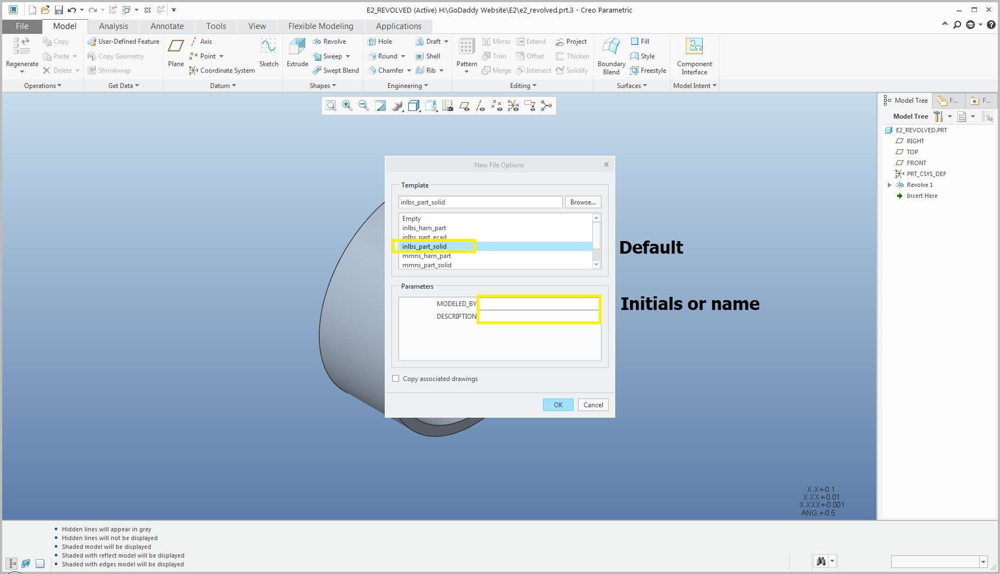 E2_REVOLVED (Active) H:\GoDaddy Website\E2\e2_revolved.prt.3 - Creo Parametric
File Model Analysis Annotate Tools View Flexible Modeling Applications
Regenerate
Copy
Paste
Delete
Operations
User-Defined Feature
Copy Geometry
Shrinkwrap
Get Data
Plane
Axis
Point
Coordinate System
Sketch
Datum
Extrude
Revolve
Sweep
Swept Blend
Shapes
Hole
Round
Chamfer
Draft
Shell
Rib
Engineering
Pattern
Mirror
Trim
Merge
Extend
Offset
Intersect
Project
Thicken
Solidify
Editing
Boundary
Blend
Fill
Style
Freestyle
Surfaces
Component
Interface
Model Intent
Model Tree F... F...
Model Tree
E2_REVOLVED.PRT
RIGHT
TOP
FRONT
PRT_CSYS_DEF
Revolve 1
Insert Here
New File Options
Template
inlbs_part_solid Browse...
Empty
inlbs_harn_part
inlbs_part_ecad
inlbs_part_solid
mmns_harn_part
mmns_part_solid
Default
Parameters
MODELED_BY
DESCRIPTION
Initials or name
Copy associated drawings
OK Cancel
X.X+-0.1
X.XX+-0.01
X.XXX+-0.001
ANG.+-0.5
Hidden lines will appear in grey
Hidden lines will not be displayed
Shaded model will be displayed
Shaded with reflect model will be displayed
Shaded with edges model will be displayed